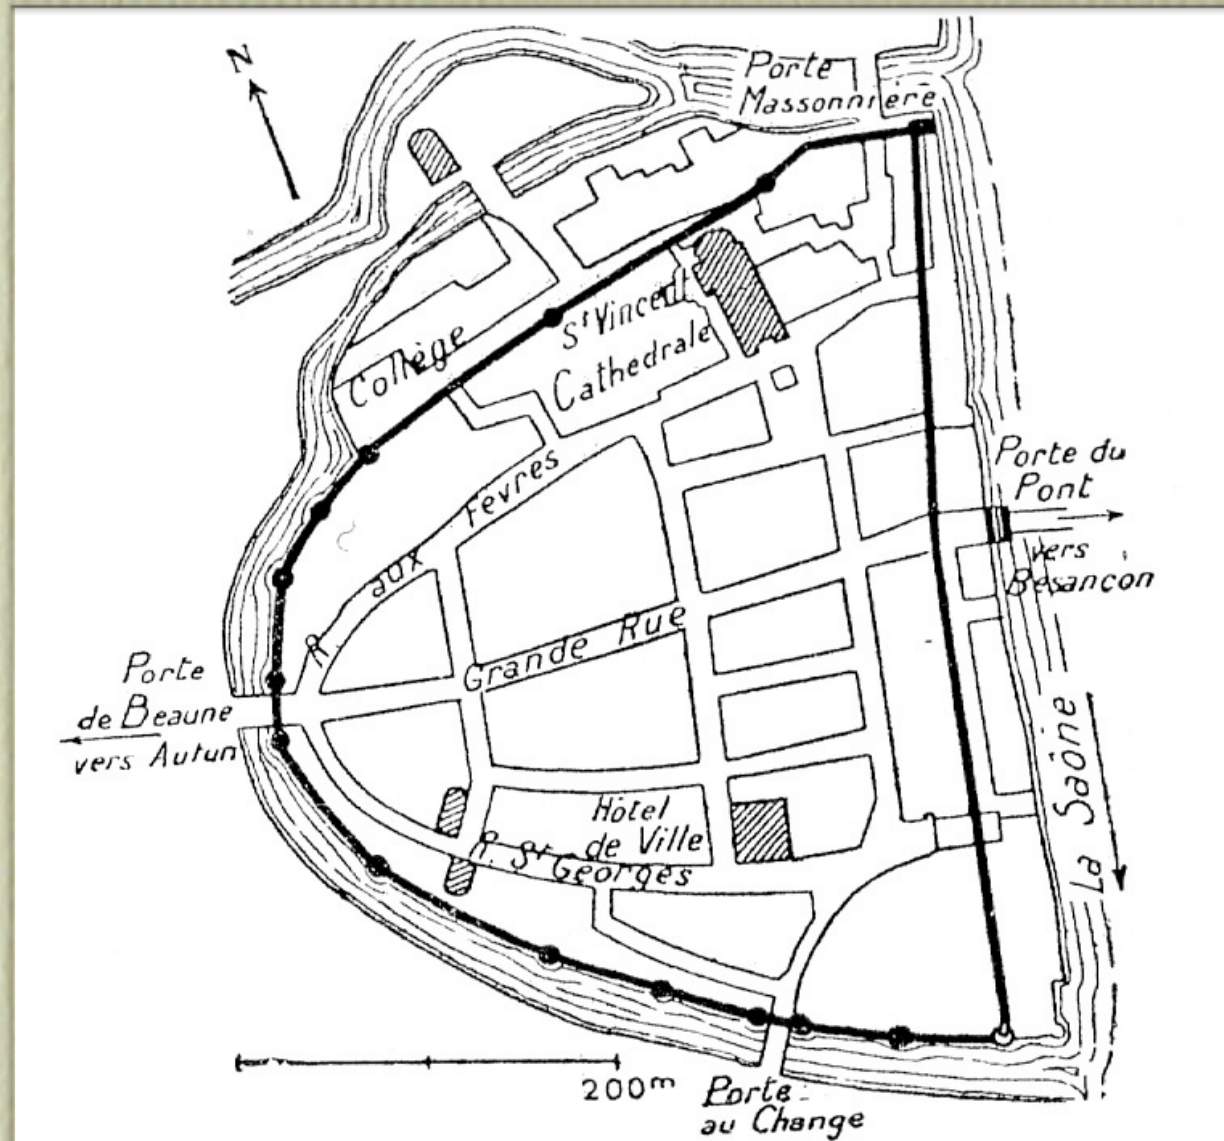 N
Porte
Massonnière
Collège
St Vincent
Cathedrale
R. aux Fèvres
Porte du
Pont
vers
Besançon
Grande Rue
Porte
de Beaune
vers Autun
Hôtel
de Ville
R. St Georges
La Saône
200m
Porte
au Change